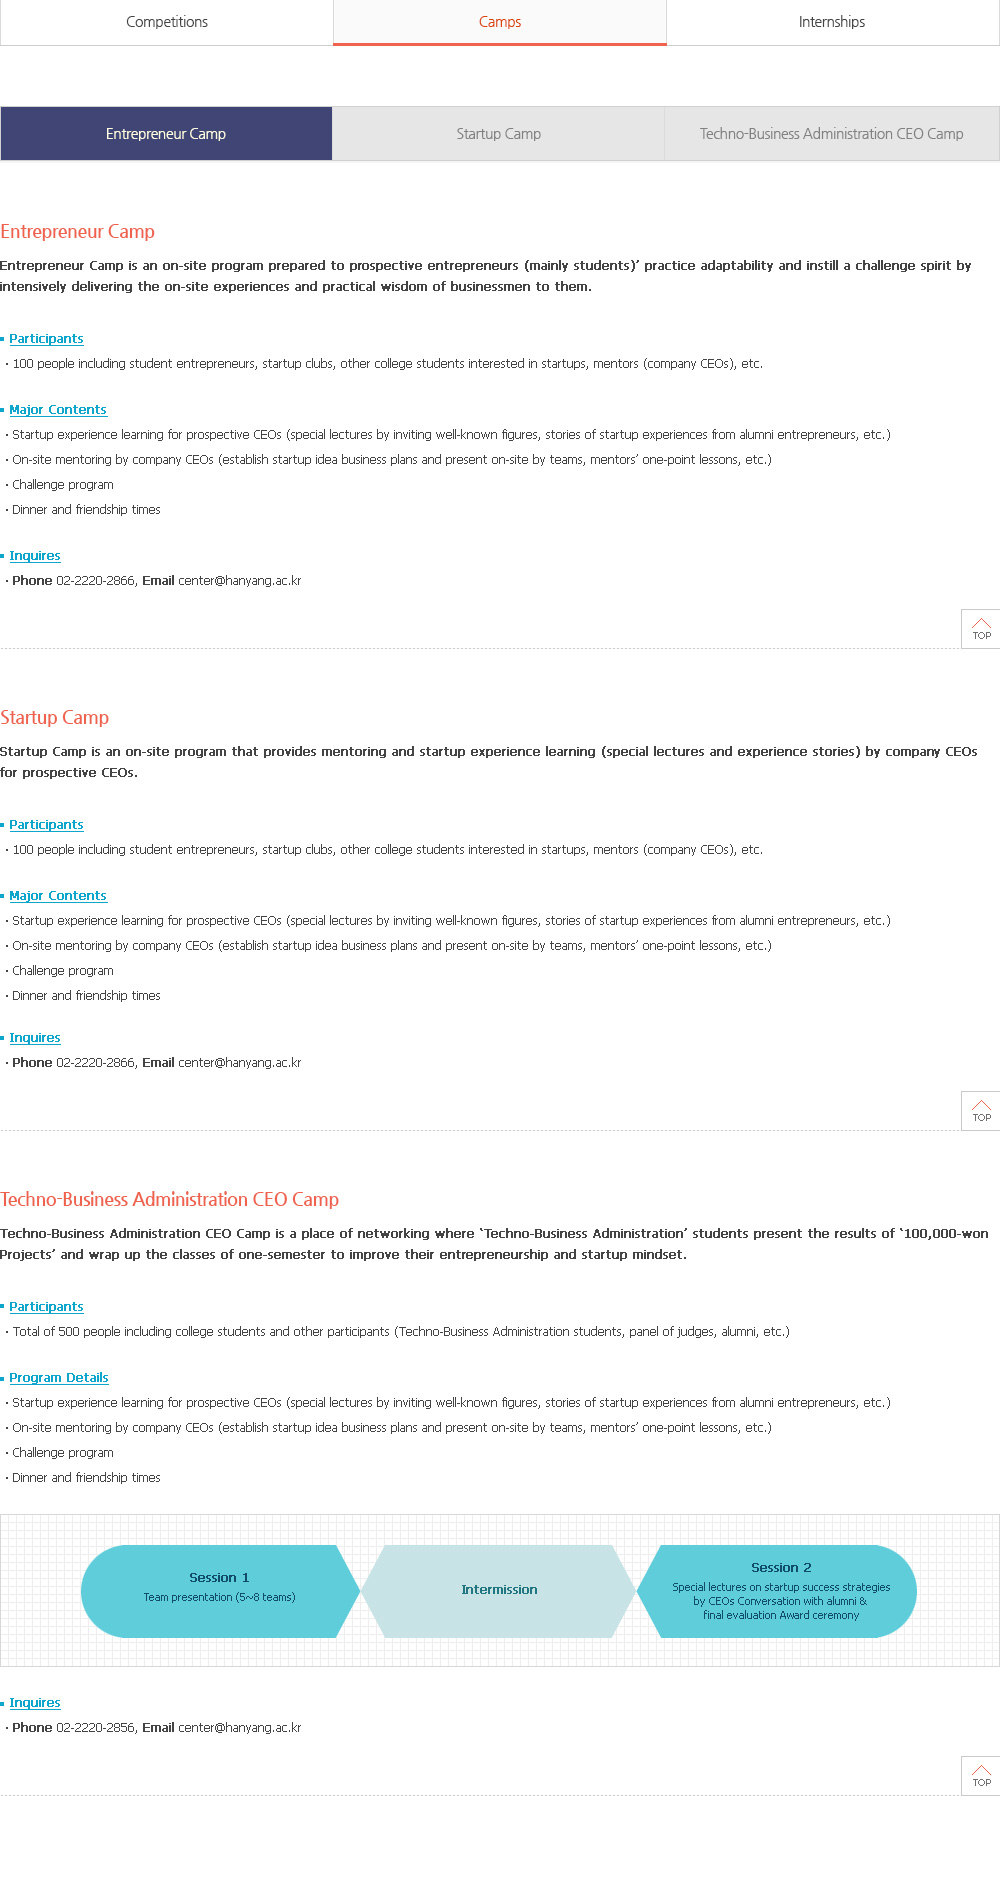 Competitions
Camps
Internships
Entrepreneur Camp
Startup Camp
Techno-Business Administration CEO Camp
Entrepreneur Camp
Entrepreneur Camp is an on-site program prepared to prospective entrepreneurs (mainly students)’ practice adaptability and instill a challenge spirit by
intensively delivering the on-site experiences and practical wisdom of businessmen to them.
Participants
· 100 people including student entrepreneurs, startup clubs, other college students interested in startups, mentors (company CEOs), etc.
Major Contents
· Startup experience learning for prospective CEOs (special lectures by inviting well-known figures, stories of startup experiences from alumni entrepreneurs, etc.)
· On-site mentoring by company CEOs (establish startup idea business plans and present on-site by teams, mentors’ one-point lessons, etc.)
· Challenge program
· Dinner and friendship times
Inquires
· Phone 02-2220-2866, Email center@hanyang.ac.kr
TOP
Startup Camp
Startup Camp is an on-site program that provides mentoring and startup experience learning (special lectures and experience stories) by company CEOs
for prospective CEOs.
Participants
· 100 people including student entrepreneurs, startup clubs, other college students interested in startups, mentors (company CEOs), etc.
Major Contents
· Startup experience learning for prospective CEOs (special lectures by inviting well-known figures, stories of startup experiences from alumni entrepreneurs, etc.)
· On-site mentoring by company CEOs (establish startup idea business plans and present on-site by teams, mentors’ one-point lessons, etc.)
· Challenge program
· Dinner and friendship times
Inquires
· Phone 02-2220-2866, Email center@hanyang.ac.kr
TOP
Techno-Business Administration CEO Camp
Techno-Business Administration CEO Camp is a place of networking where ‘Techno-Business Administration’ students present the results of ‘100,000-won
Projects’ and wrap up the classes of one-semester to improve their entrepreneurship and startup mindset.
Participants
· Total of 500 people including college students and other participants (Techno-Business Administration students, panel of judges, alumni, etc.)
Program Details
· Startup experience learning for prospective CEOs (special lectures by inviting well-known figures, stories of startup experiences from alumni entrepreneurs, etc.)
· On-site mentoring by company CEOs (establish startup idea business plans and present on-site by teams, mentors’ one-point lessons, etc.)
· Challenge program
· Dinner and friendship times
Session 1
Team presentation (5~8 teams)
Intermission
Session 2
Special lectures on startup success strategies
by CEOs Conversation with alumni &
final evaluation Award ceremony
Inquires
· Phone 02-2220-2856, Email center@hanyang.ac.kr
TOP